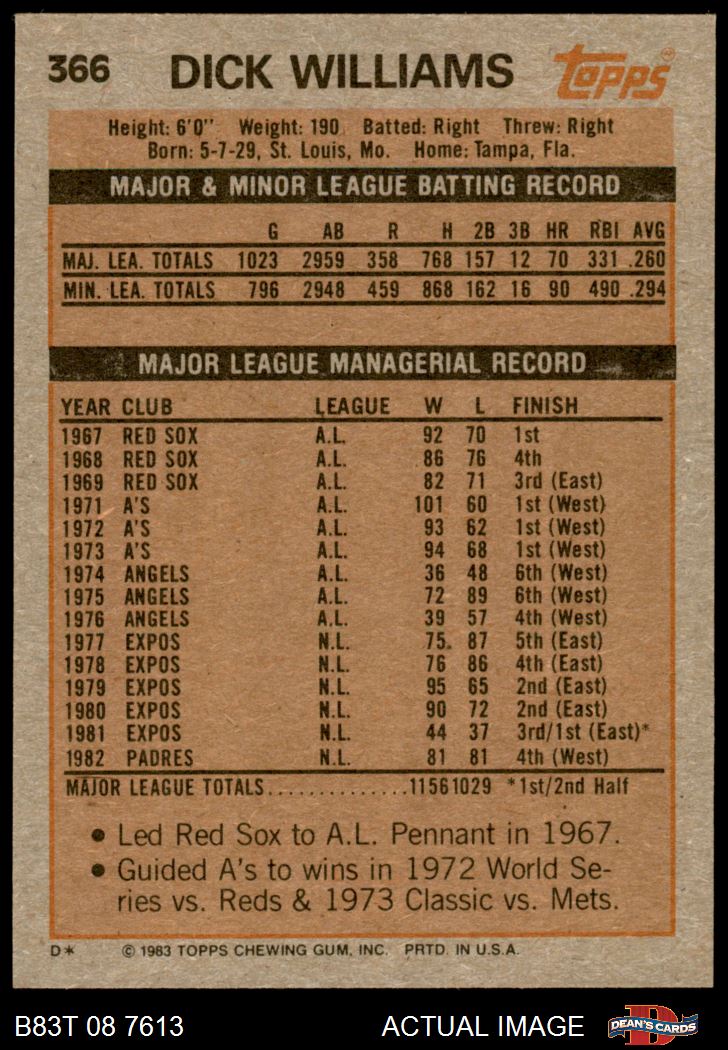 366 DICK WILLIAMS Topps®
Height: 6'0" Weight: 190 Batted: Right Threw: Right
Born: 5-7-29, St. Louis, Mo. Home: Tampa, Fla.
MAJOR & MINOR LEAGUE BATTING RECORD
G AB R H 2B 3B HR RBI AVG
MAJ. LEA. TOTALS 1023 2959 358 768 157 12 70 331 .260
MIN. LEA. TOTALS 796 2948 459 868 162 16 90 490 .294
MAJOR LEAGUE MANAGERIAL RECORD
YEAR CLUB LEAGUE W L FINISH
1967 RED SOX A.L. 92 70 1st
1968 RED SOX A.L. 86 76 4th
1969 RED SOX A.L. 82 71 3rd (East)
1971 A'S A.L. 101 60 1st (West)
1972 A'S A.L. 93 62 1st (West)
1973 A'S A.L. 94 68 1st (West)
1974 ANGELS A.L. 36 48 6th (West)
1975 ANGELS A.L. 72 89 6th (West)
1976 ANGELS A.L. 39 57 4th (West)
1977 EXPOS N.L. 75 87 5th (East)
1978 EXPOS N.L. 76 86 4th (East)
1979 EXPOS N.L. 95 65 2nd (East)
1980 EXPOS N.L. 90 72 2nd (East)
1981 EXPOS N.L. 44 37 3rd/1st (East)*
1982 PADRES N.L. 81 81 4th (West)
MAJOR LEAGUE TOTALS..............11561029 *1st/2nd Half
• Led Red Sox to A.L. Pennant in 1967.
• Guided A's to wins in 1972 World Se-
ries vs. Reds & 1973 Classic vs. Mets.
D* © 1983 TOPPS CHEWING GUM, INC. PRTD. IN U.S.A.
B83T 08 7613 ACTUAL IMAGE D DEAN'S CARDS